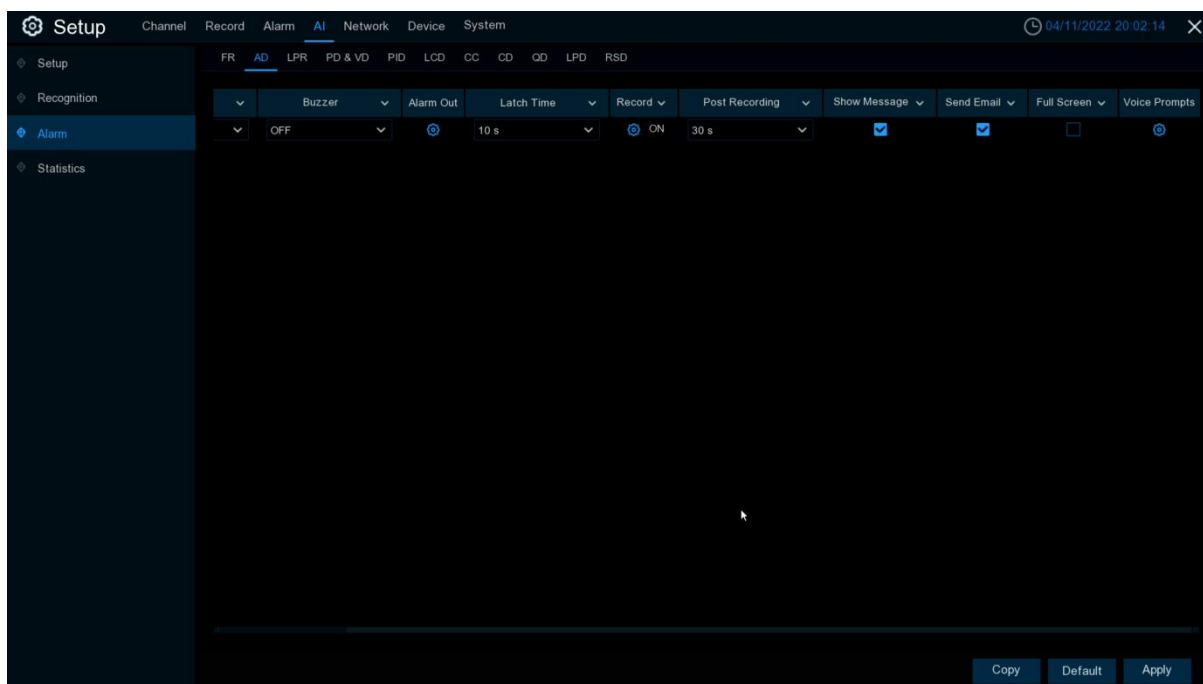 Setup Channel Record Alarm AI Network Device System 04/11/2022 20:02:14
Setup FR AD LPR PD & VD PID LCD CC CD QD LPD RSD
Recognition Buzzer Alarm Out Latch Time Record Post Recording Show Message Send Email Full Screen Voice Prompts
Alarm OFF 10 s ON 30 s
Statistics
Copy Default Apply